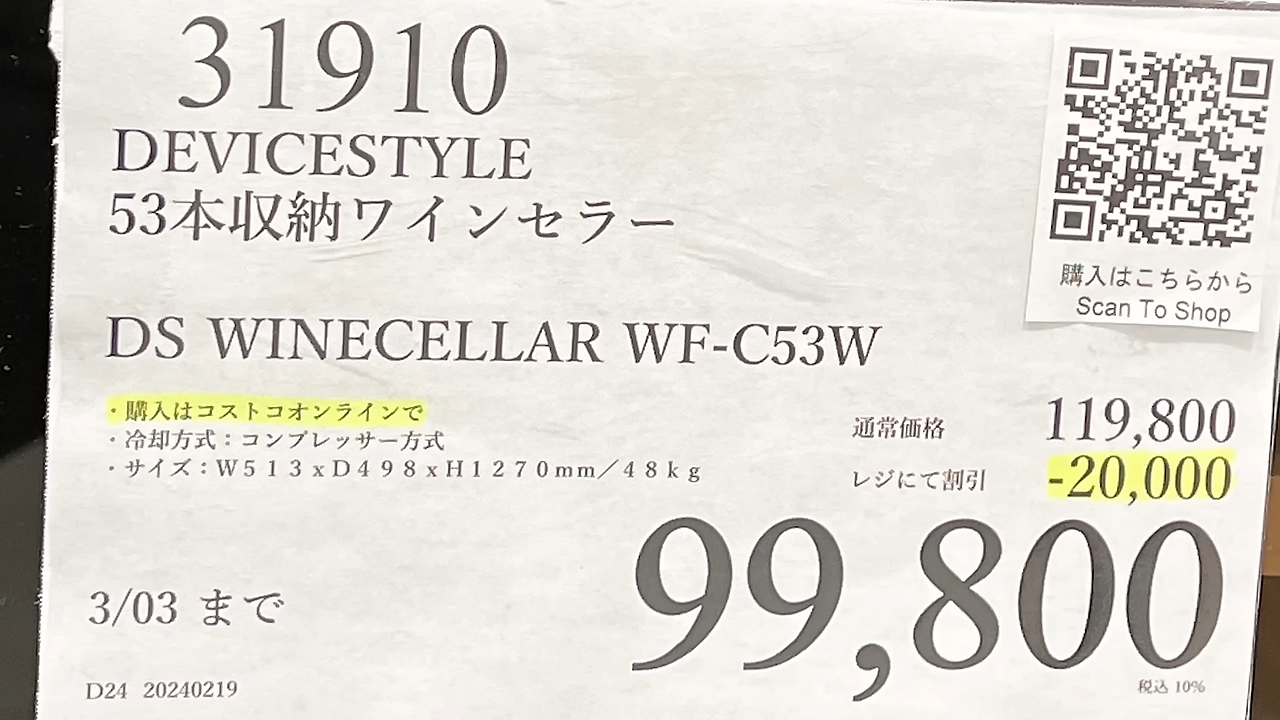 31910
DEVICESTYLE
53本収納ワインセラー
DS WINECELLAR WF-C53W
・購入はコストコオンラインで
・冷却方式：コンプレッサー方式
・サイズ：Ｗ５１３ｘＤ４９８ｘＨ１２７０mm／４８ｋｇ
購入はこちらから
Scan To Shop
通常価格 119,800
レジにて割引 -20,000
99,800
税込 10%
3/03 まで
D24 20240219